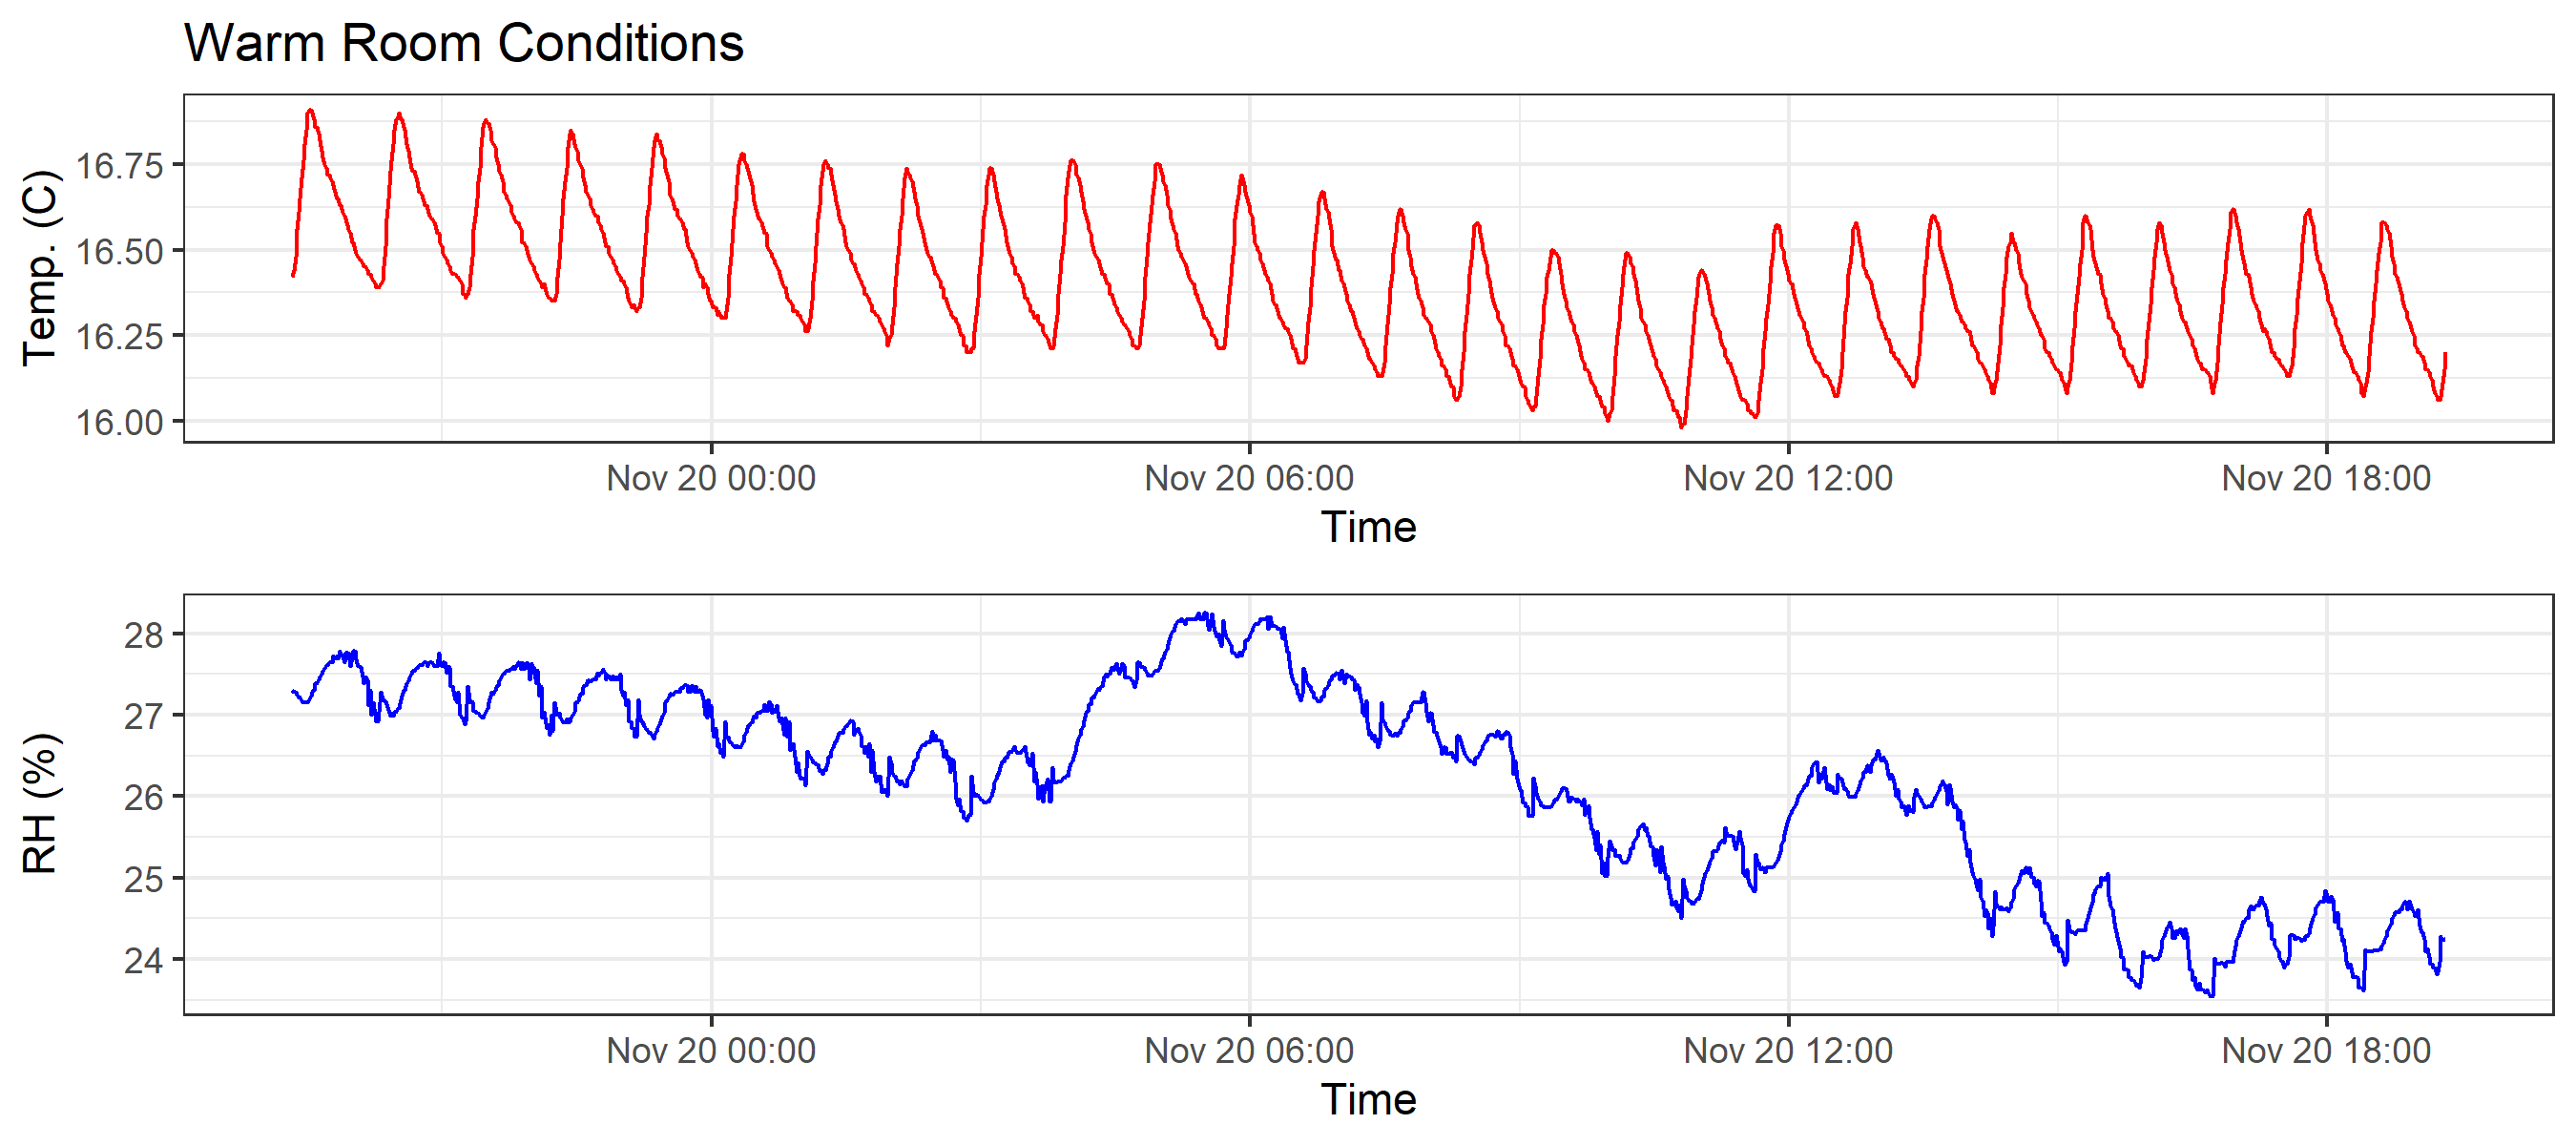 Warm Room Conditions
Temp. (C)
16.75
16.50
16.25
16.00
Nov 20 00:00 Nov 20 06:00 Nov 20 12:00 Nov 20 18:00
Time
RH (%)
28
27
26
25
24
Nov 20 00:00 Nov 20 06:00 Nov 20 12:00 Nov 20 18:00
Time